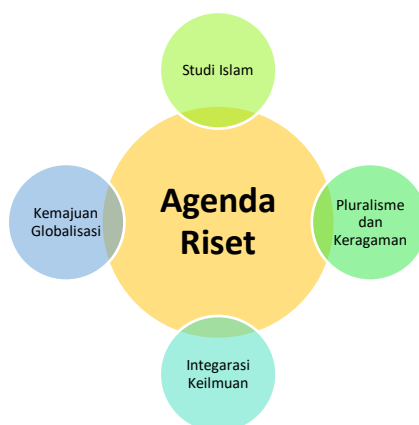 Studi Islam
Kemajuan
Globalisasi
Agenda
Riset
Pluralisme
dan
Keragaman
Integarasi
Keilmuan